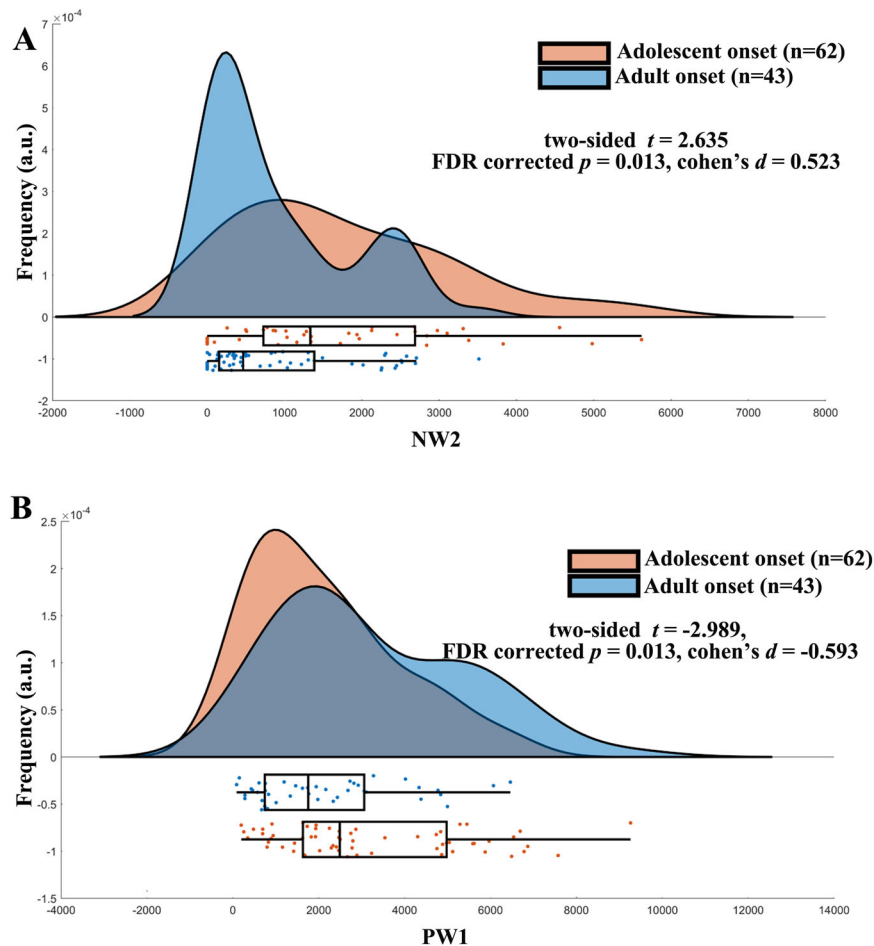 A
×10⁻⁴
7
6
5
4
3
2
1
0
-1
-2
Frequency (a.u.)
Adolescent onset (n=62)
Adult onset (n=43)
two-sided t = 2.635
FDR corrected p = 0.013, cohen's d = 0.523
-2000 -1000 0 1000 2000 3000 4000 5000 6000 7000 8000
NW2
B
×10⁻⁴
2.5
2
1.5
1
0.5
0
-0.5
-1
-1.5
Frequency (a.u.)
Adolescent onset (n=62)
Adult onset (n=43)
two-sided t = -2.989,
FDR corrected p = 0.013, cohen's d = -0.593
-4000 -2000 0 2000 4000 6000 8000 10000 12000 14000
PW1